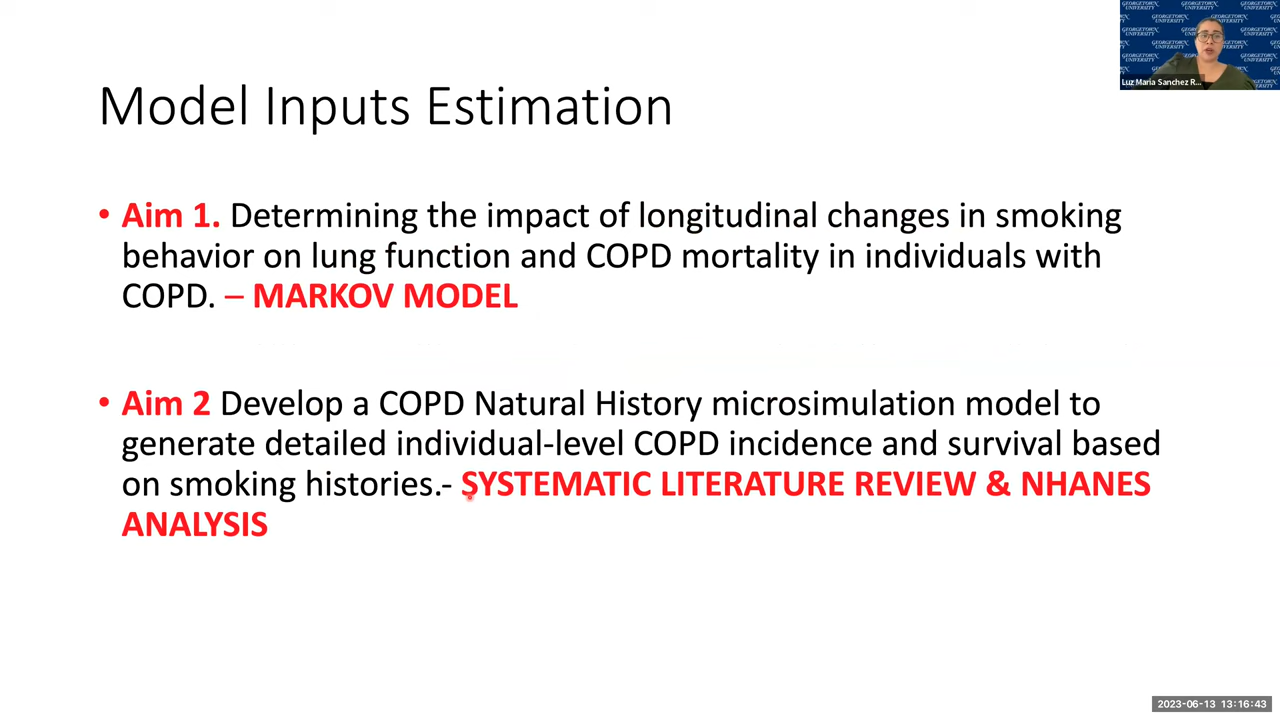 GEORGETOWN
UNIVERSITY
Luz Maria Sanchez R...
Model Inputs Estimation
• Aim 1. Determining the impact of longitudinal changes in smoking
behavior on lung function and COPD mortality in individuals with
COPD. – MARKOV MODEL
• Aim 2 Develop a COPD Natural History microsimulation model to
generate detailed individual-level COPD incidence and survival based
on smoking histories.- SYSTEMATIC LITERATURE REVIEW & NHANES
ANALYSIS
2023-06-13 13:16:43